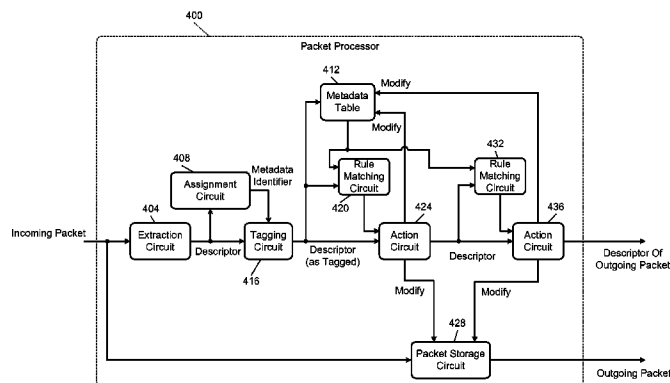 400
Packet Processor
412
Metadata
Table
Modify
Modify
432
Rule
Matching
Circuit
408
Assignment
Circuit
Metadata
Identifier
Rule
Matching
Circuit
420
404
Extraction
Circuit
Incoming Packet
Descriptor
Tagging
Circuit
416
Descriptor
(as Tagged)
424
Action
Circuit
Descriptor
436
Action
Circuit
Descriptor Of
Outgoing Packet
Modify
Modify
428
Packet Storage
Circuit
Outgoing Packet